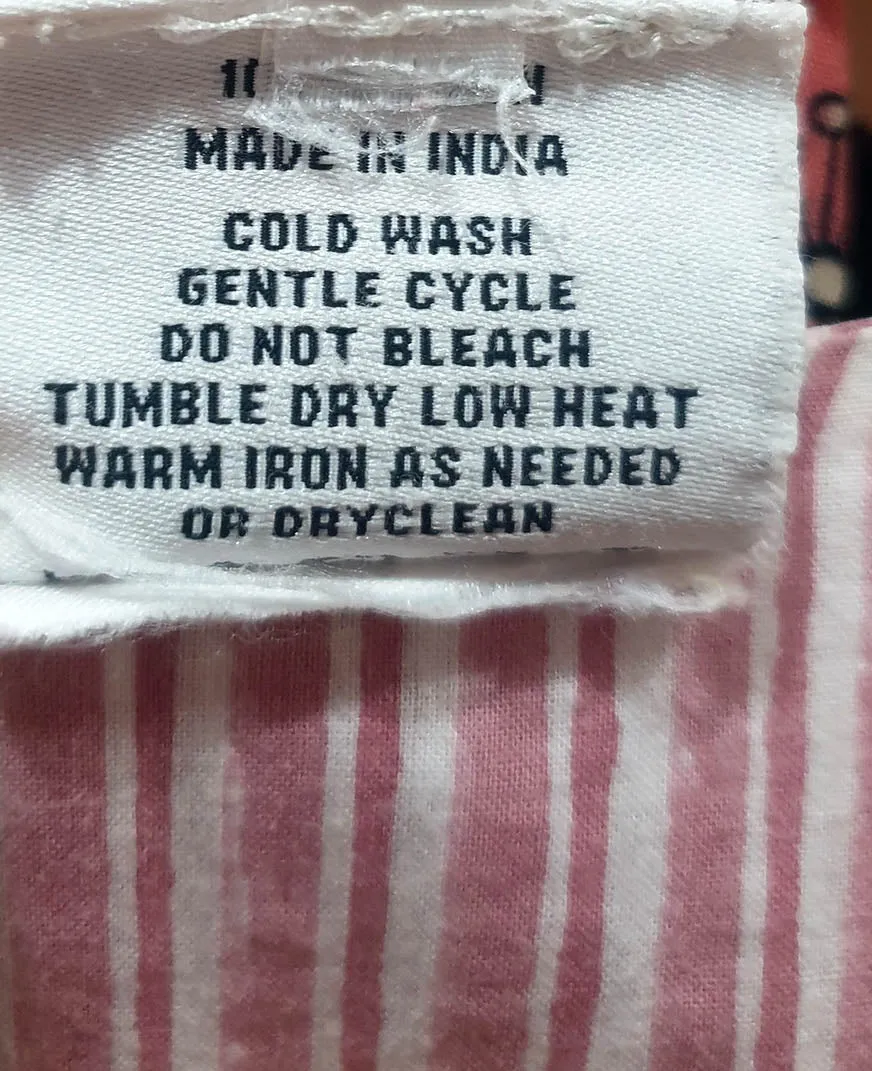 MADE IN INDIA
COLD WASH
GENTLE CYCLE
DO NOT BLEACH
TUMBLE DRY LOW HEAT
WARM IRON AS NEEDED
OR DRYCLEAN